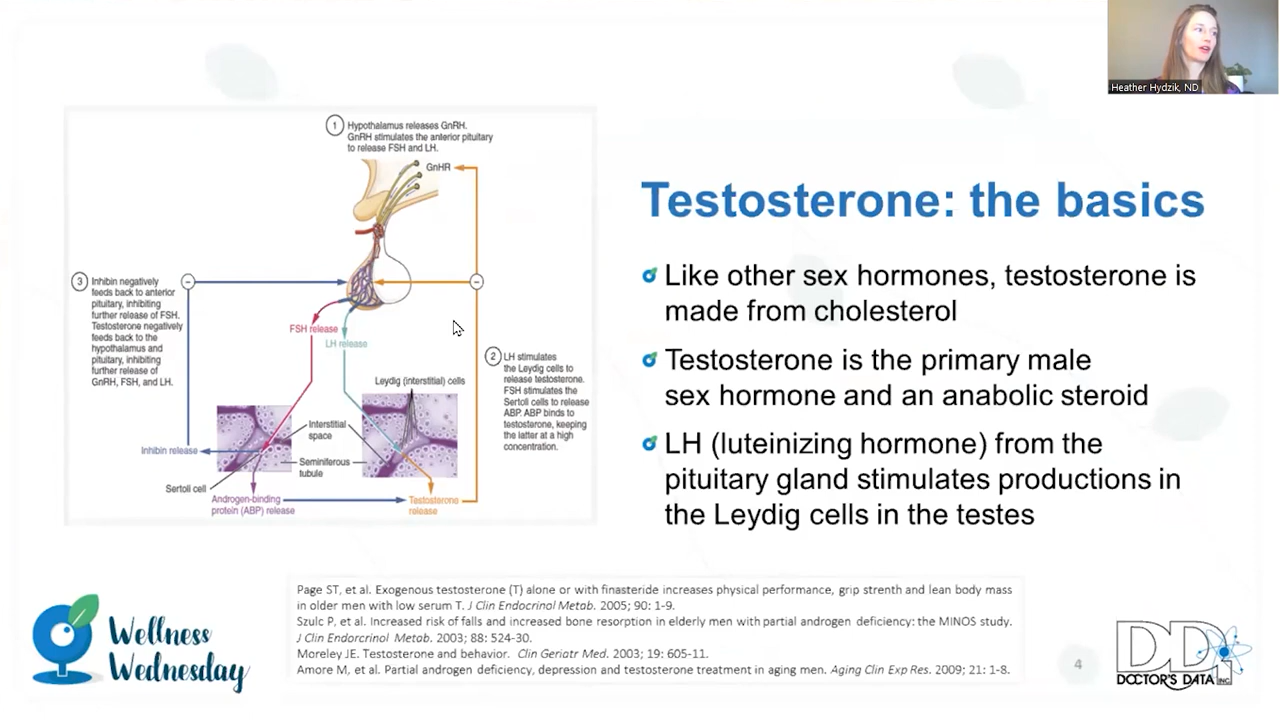 Heather Hydzik, ND
1 Hypothalamus releases GnRH.
GnRH stimulates the anterior pituitary
to release FSH and LH.
GnHR
3 Inhibin negatively
feeds back to anterior
pituitary, inhibiting
further release of FSH.
Testosterone negatively
feeds back to the
hypothalamus and
pituitary, inhibiting
further release of
GnRH, FSH, and LH.
FSH release
LH release
2 LH stimulates
the Leydig cells to
release testosterone.
FSH stimulates the
Sertoli cells to release
ABP. ABP binds to
testosterone, keeping
the latter at a high
concentration.
Leydig (interstitial) cells
Interstitial
space
Inhibin release
Seminiferous
tubule
Sertoli cell
Androgen-binding
protein (ABP) release
Testosterone
release
Testosterone: the basics
Like other sex hormones, testosterone is
made from cholesterol
Testosterone is the primary male
sex hormone and an anabolic steroid
LH (luteinizing hormone) from the
pituitary gland stimulates productions in
the Leydig cells in the testes
Page ST, et al. Exogenous testosterone (T) alone or with finasteride increases physical performance, grip strenth and lean body mass
in older men with low serum T. J Clin Endocrinol Metab. 2005; 90: 1-9.
Szulc P, et al. Increased risk of falls and increased bone resorption in elderly men with partial androgen deficiency: the MINOS study.
J Clin Endorcrinol Metab. 2003; 88: 524-30.
Moreley JE. Testosterone and behavior. Clin Geriatr Med. 2003; 19: 605-11.
Amore M, et al. Partial androgen deficiency, depression and testosterone treatment in aging men. Aging Clin Exp Res. 2009; 21: 1-8.
Wellness
Wednesday
4
DDI
DOCTOR'S DATA INC.